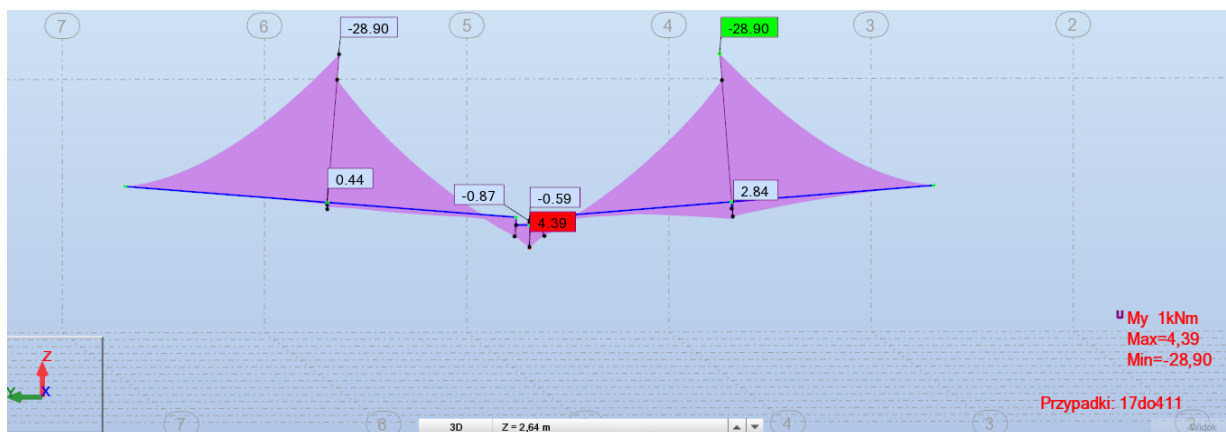 7 6 5 4 3 2
-28.90 -28.90
0.44 -0.87 -0.59 2.84
4.39
My 1kNm
Max=4,39
Min=-28,90
Przypadki: 17do411
Z
Y X
7 6 4 3
3D Z = 2,64 m
Widok